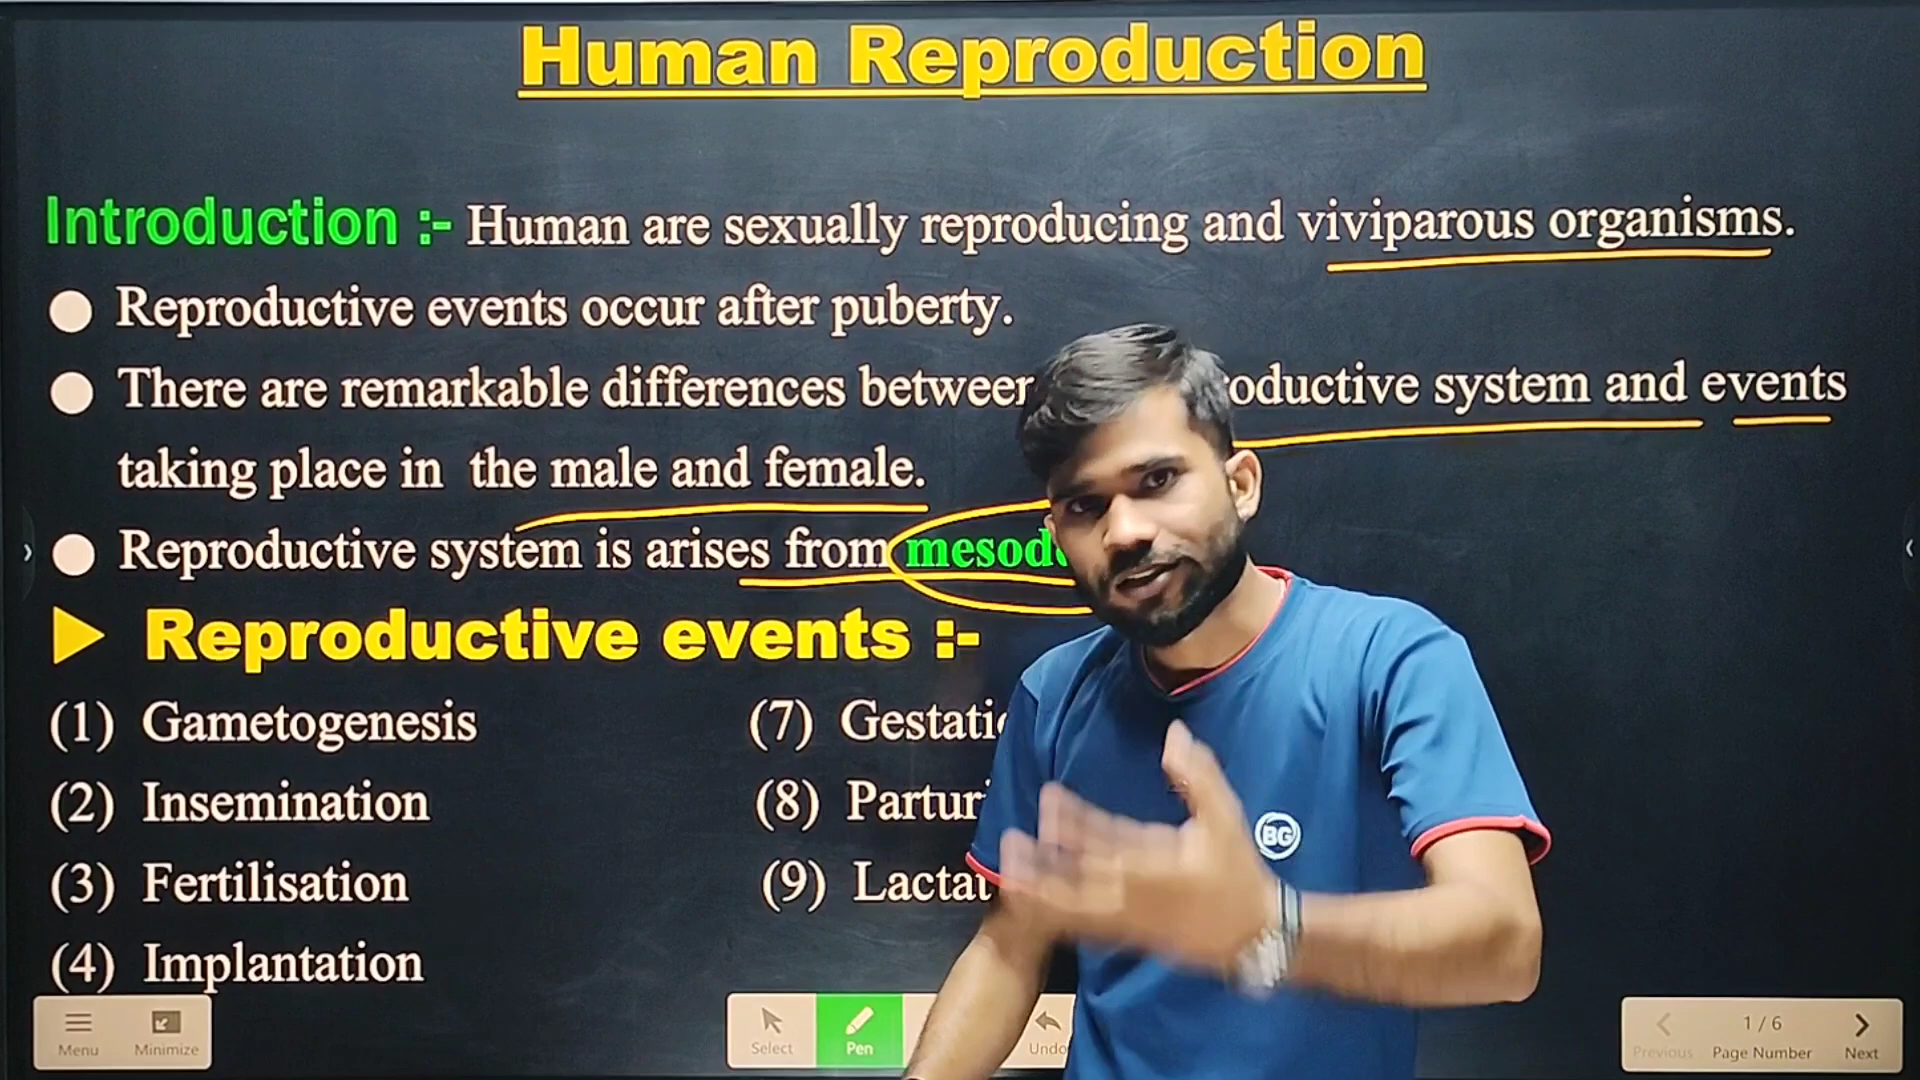 Human Reproduction
Introduction :- Human are sexually reproducing and viviparous organisms.
Reproductive events occur after puberty.
There are remarkable differences between system and events
taking place in the male and female.
Reproductive system is arises from
Reproductive events :-
(1) Gametogenesis
(2) Insemination
(3) Fertilisation
(4) Implantation
(7)
(8)
(9)
BG
Menu
Minimize
Select
Pen
Undo
Previous
1 / 6
Page Number
Next